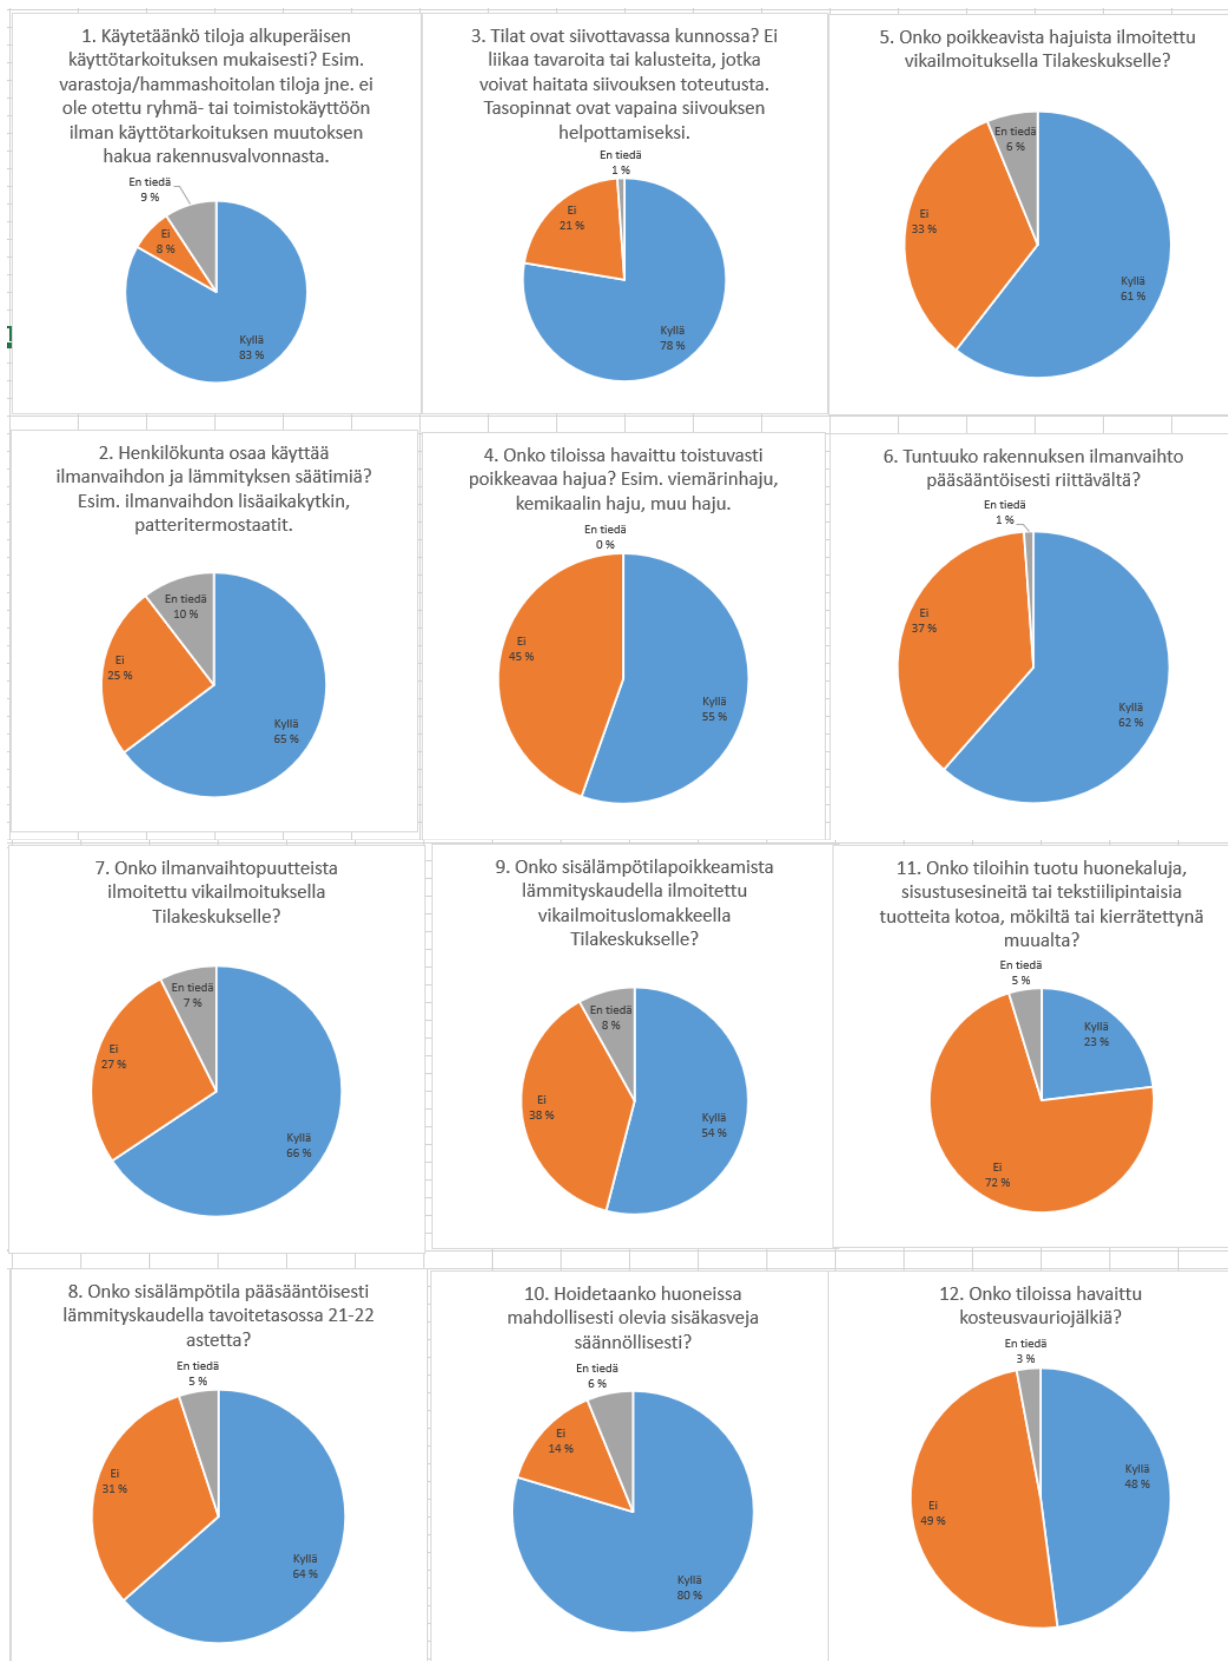 1. Käytetäänkö tiloja alkuperäisen
käyttötarkoituksen mukaisesti? Esim.
varastoja/hammashoitolan tiloja jne. ei
ole otettu ryhmä- tai toimistokäyttöön
ilman käyttötarkoituksen muutoksen
hakua rakennusvalvonnasta.
En tiedä
9 %
Ei
8 %
Kyllä
83 %
3. Tilat ovat siivottavassa kunnossa? Ei
liikaa tavaroita tai kalusteita, jotka
voivat haitata siivouksen toteutusta.
Tasopinnat ovat vapaina siivouksen
helpottamiseksi.
En tiedä
1 %
Ei
21 %
Kyllä
78 %
5. Onko poikkeavista hajuista ilmoitettu
vikailmoituksella Tilakeskukselle?
En tiedä
6 %
Ei
33 %
Kyllä
61 %
2. Henkilökunta osaa käyttää
ilmanvaihdon ja lämmityksen säätimiä?
Esim. ilmanvaihdon lisäaikakytkin,
patteritermostaatit.
En tiedä
10 %
Ei
25 %
Kyllä
65 %
4. Onko tiloissa havaittu toistuvasti
poikkeavaa hajua? Esim. viemärinhaju,
kemikaalin haju, muu haju.
En tiedä
0 %
Ei
45 %
Kyllä
55 %
6. Tuntuuko rakennuksen ilmanvaihto
pääsääntöisesti riittävältä?
En tiedä
1 %
Ei
37 %
Kyllä
62 %
7. Onko ilmanvaihtopuutteista
ilmoitettu vikailmoituksella
Tilakeskukselle?
En tiedä
7 %
Ei
27 %
Kyllä
66 %
9. Onko sisälämpötilapoikkeamista
lämmityskaudella ilmoitettu
vikailmoituslomakkeella
Tilakeskukselle?
En tiedä
8 %
Ei
38 %
Kyllä
54 %
11. Onko tiloihin tuotu huonekaluja,
sisustusesineitä tai tekstiilipintaisia
tuotteita kotoa, mökiltä tai kierrätettynä
muualta?
En tiedä
5 %
Kyllä
23 %
Ei
72 %
8. Onko sisälämpötila pääsääntöisesti
lämmityskaudella tavoitetasossa 21-22
astetta?
En tiedä
5 %
Ei
31 %
Kyllä
64 %
10. Hoidetaanko huoneissa
mahdollisesti olevia sisäkasveja
säännöllisesti?
En tiedä
6 %
Ei
14 %
Kyllä
80 %
12. Onko tiloissa havaittu
kosteusvauriojälkiä?
En tiedä
3 %
Kyllä
48 %
Ei
49 %